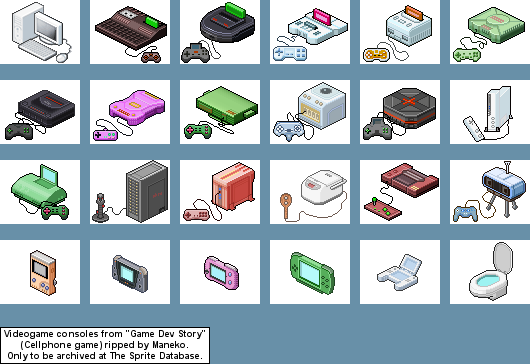 Videogame consoles from "Game Dev Story"
(Cellphone game) ripped by Maneko.
Only to be archived at The Sprite Database.